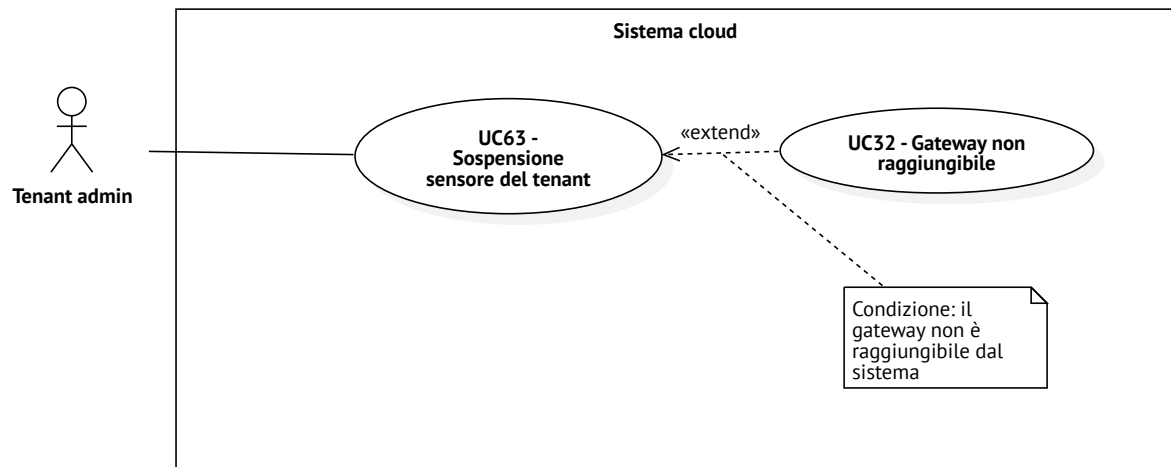 Sistema cloud
Tenant admin
UC63 -
Sospensione
sensore del tenant
«extend»
UC32 - Gateway non
raggiungibile
Condizione: il
gateway non è
raggiungibile dal
sistema